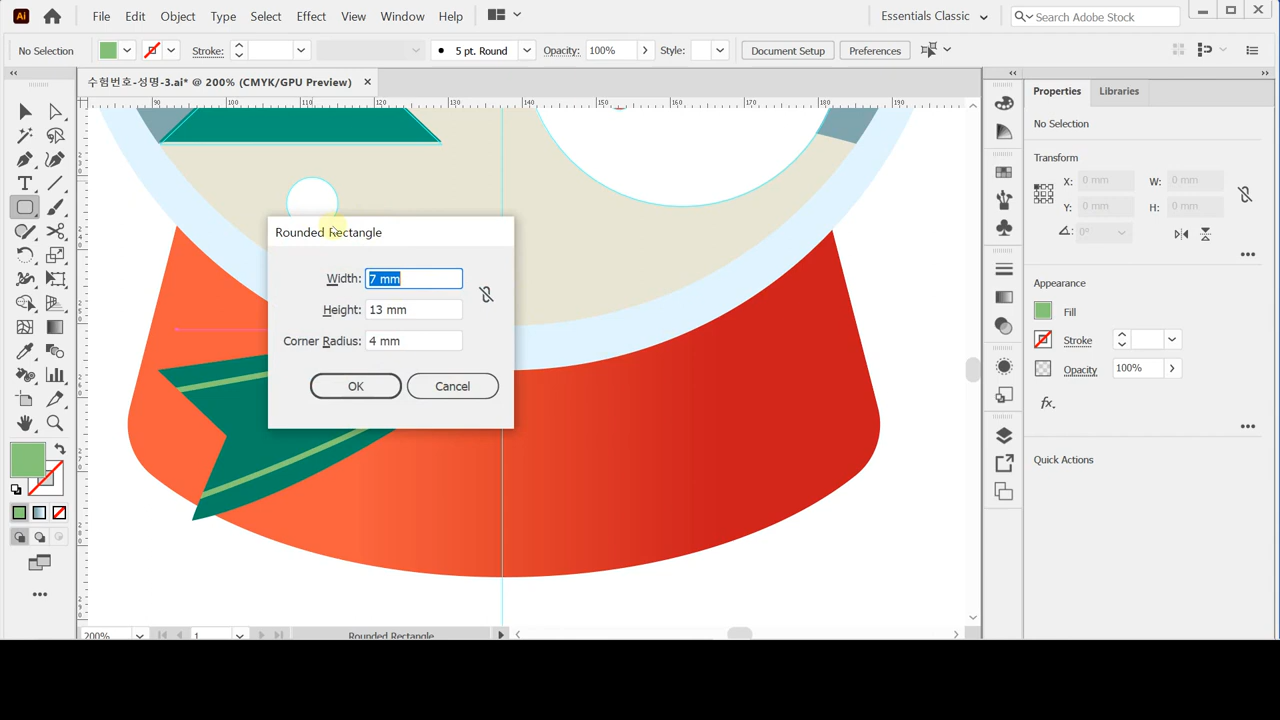 Ai File Edit Object Type Select Effect View Window Help Essentials Classic Search Adobe Stock
No Selection Stroke: 5 pt. Round Opacity: 100% Style: Document Setup Preferences
수험번호-성명-3.ai* @ 200% (CMYK/GPU Preview)
Properties Libraries
90 100 110 120 130 140 150 160 170 180 190
No Selection
Transform
X: 0 mm W: 0 mm
Y: 0 mm H: 0 mm
0°
Rounded Rectangle
Width: 7 mm
Height: 13 mm
Corner Radius: 4 mm
OK Cancel
Appearance
Fill
Stroke
Opacity 100%
fx.
Quick Actions
200% 1 Rounded Rectangle